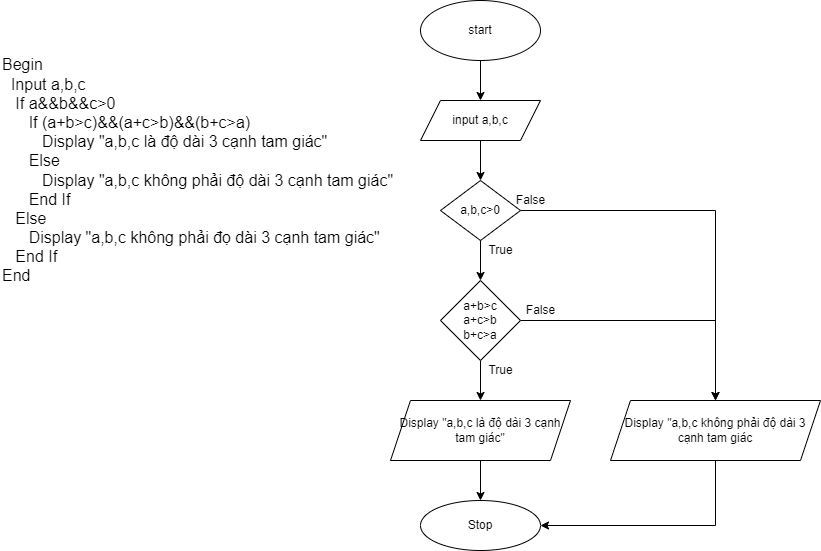 Begin
Input a,b,c
If a&&b&&c>0
If (a+b>c)&&(a+c>b)&&(b+c>a)
Display "a,b,c là độ dài 3 cạnh tam giác"
Else
Display "a,b,c không phải độ dài 3 cạnh tam giác"
End If
Else
Display "a,b,c không phải đọ dài 3 cạnh tam giác"
End If
End
start
input a,b,c
a,b,c>0
False
True
a+b>c
a+c>b
b+c>a
False
True
Display "a,b,c là độ dài 3 cạnh
tam giác"
Display "a,b,c không phải độ dài 3
cạnh tam giác
Stop